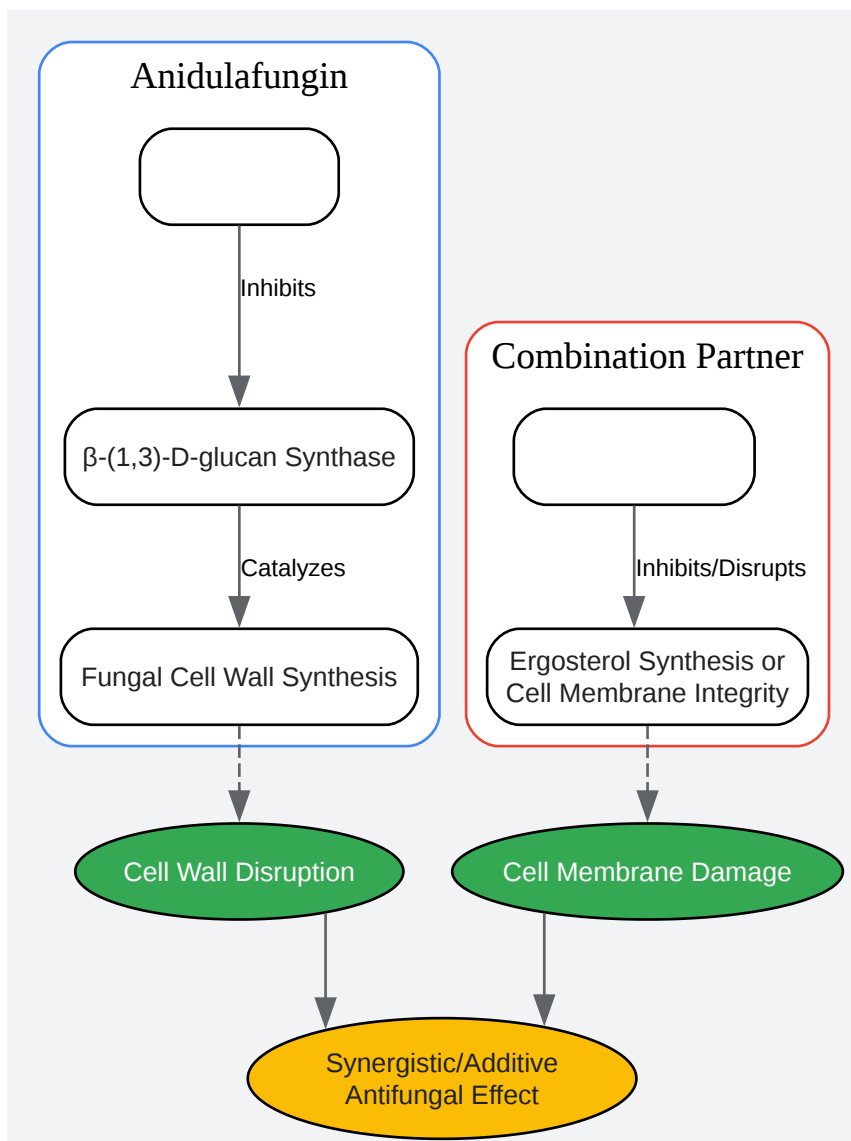 Anidulafungin
Inhibits
β-(1,3)-D-glucan Synthase
Catalyzes
Fungal Cell Wall Synthesis
Combination Partner
Inhibits/Disrupts
Ergosterol Synthesis or
Cell Membrane Integrity
Cell Wall Disruption
Cell Membrane Damage
Synergistic/Additive
Antifungal Effect